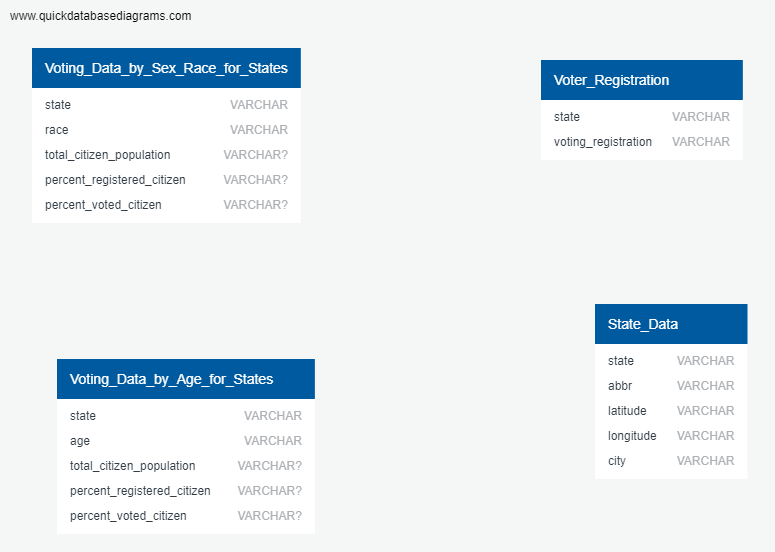 www.quickdatabasediagrams.com
Voting_Data_by_Sex_Race_for_States
state VARCHAR
race VARCHAR
total_citizen_population VARCHAR?
percent_registered_citizen VARCHAR?
percent_voted_citizen VARCHAR?
Voter_Registration
state VARCHAR
voting_registration VARCHAR
Voting_Data_by_Age_for_States
state VARCHAR
age VARCHAR
total_citizen_population VARCHAR?
percent_registered_citizen VARCHAR?
percent_voted_citizen VARCHAR?
State_Data
state VARCHAR
abbr VARCHAR
latitude VARCHAR
longitude VARCHAR
city VARCHAR